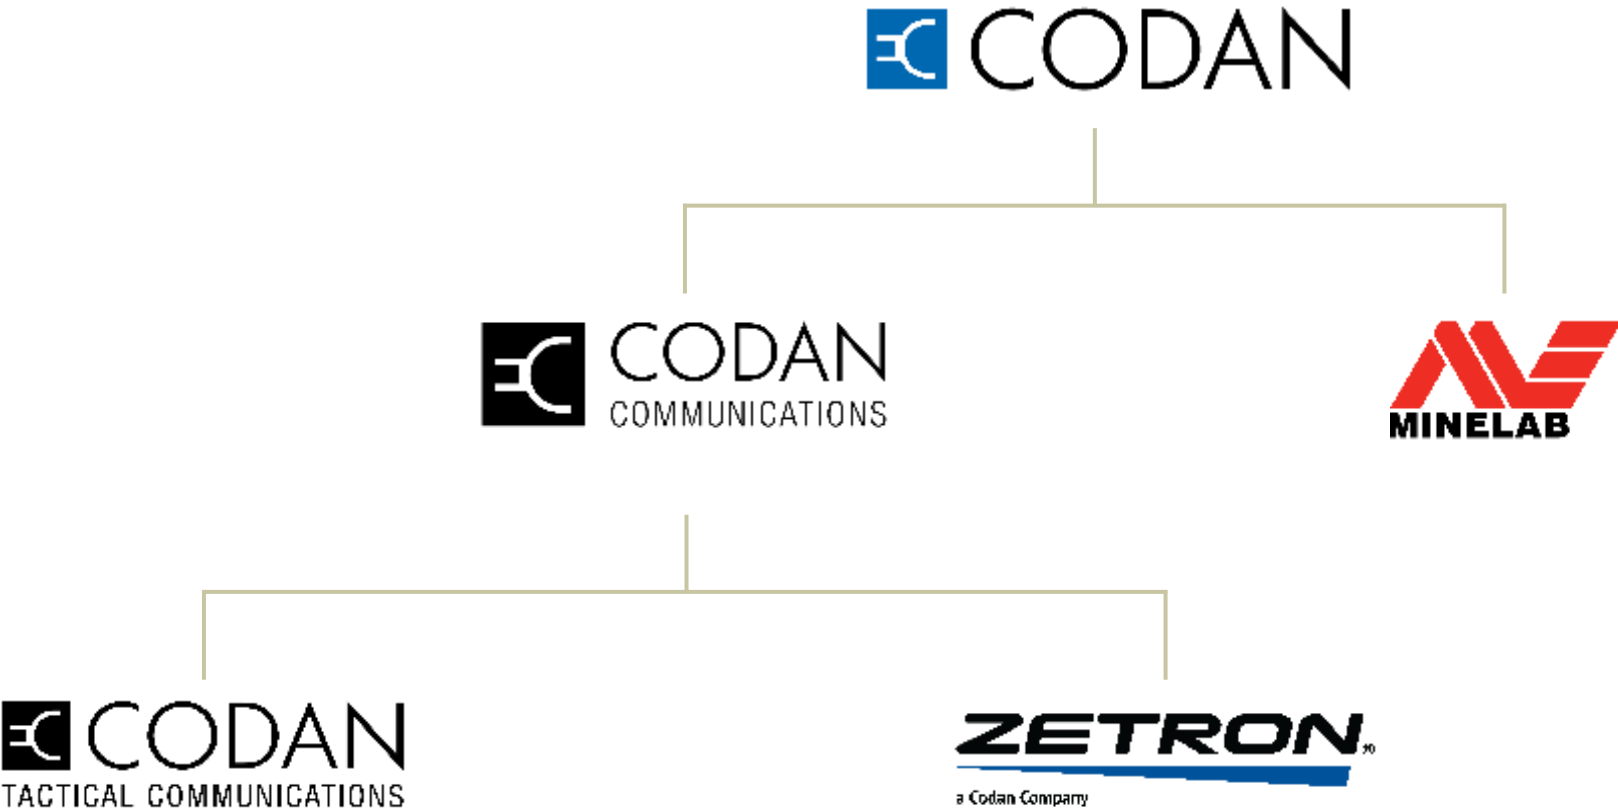 CODAN
CODAN
COMMUNICATIONS
MINELAB
CODAN
TACTICAL COMMUNICATIONS
ZETRON®
a Codan Company